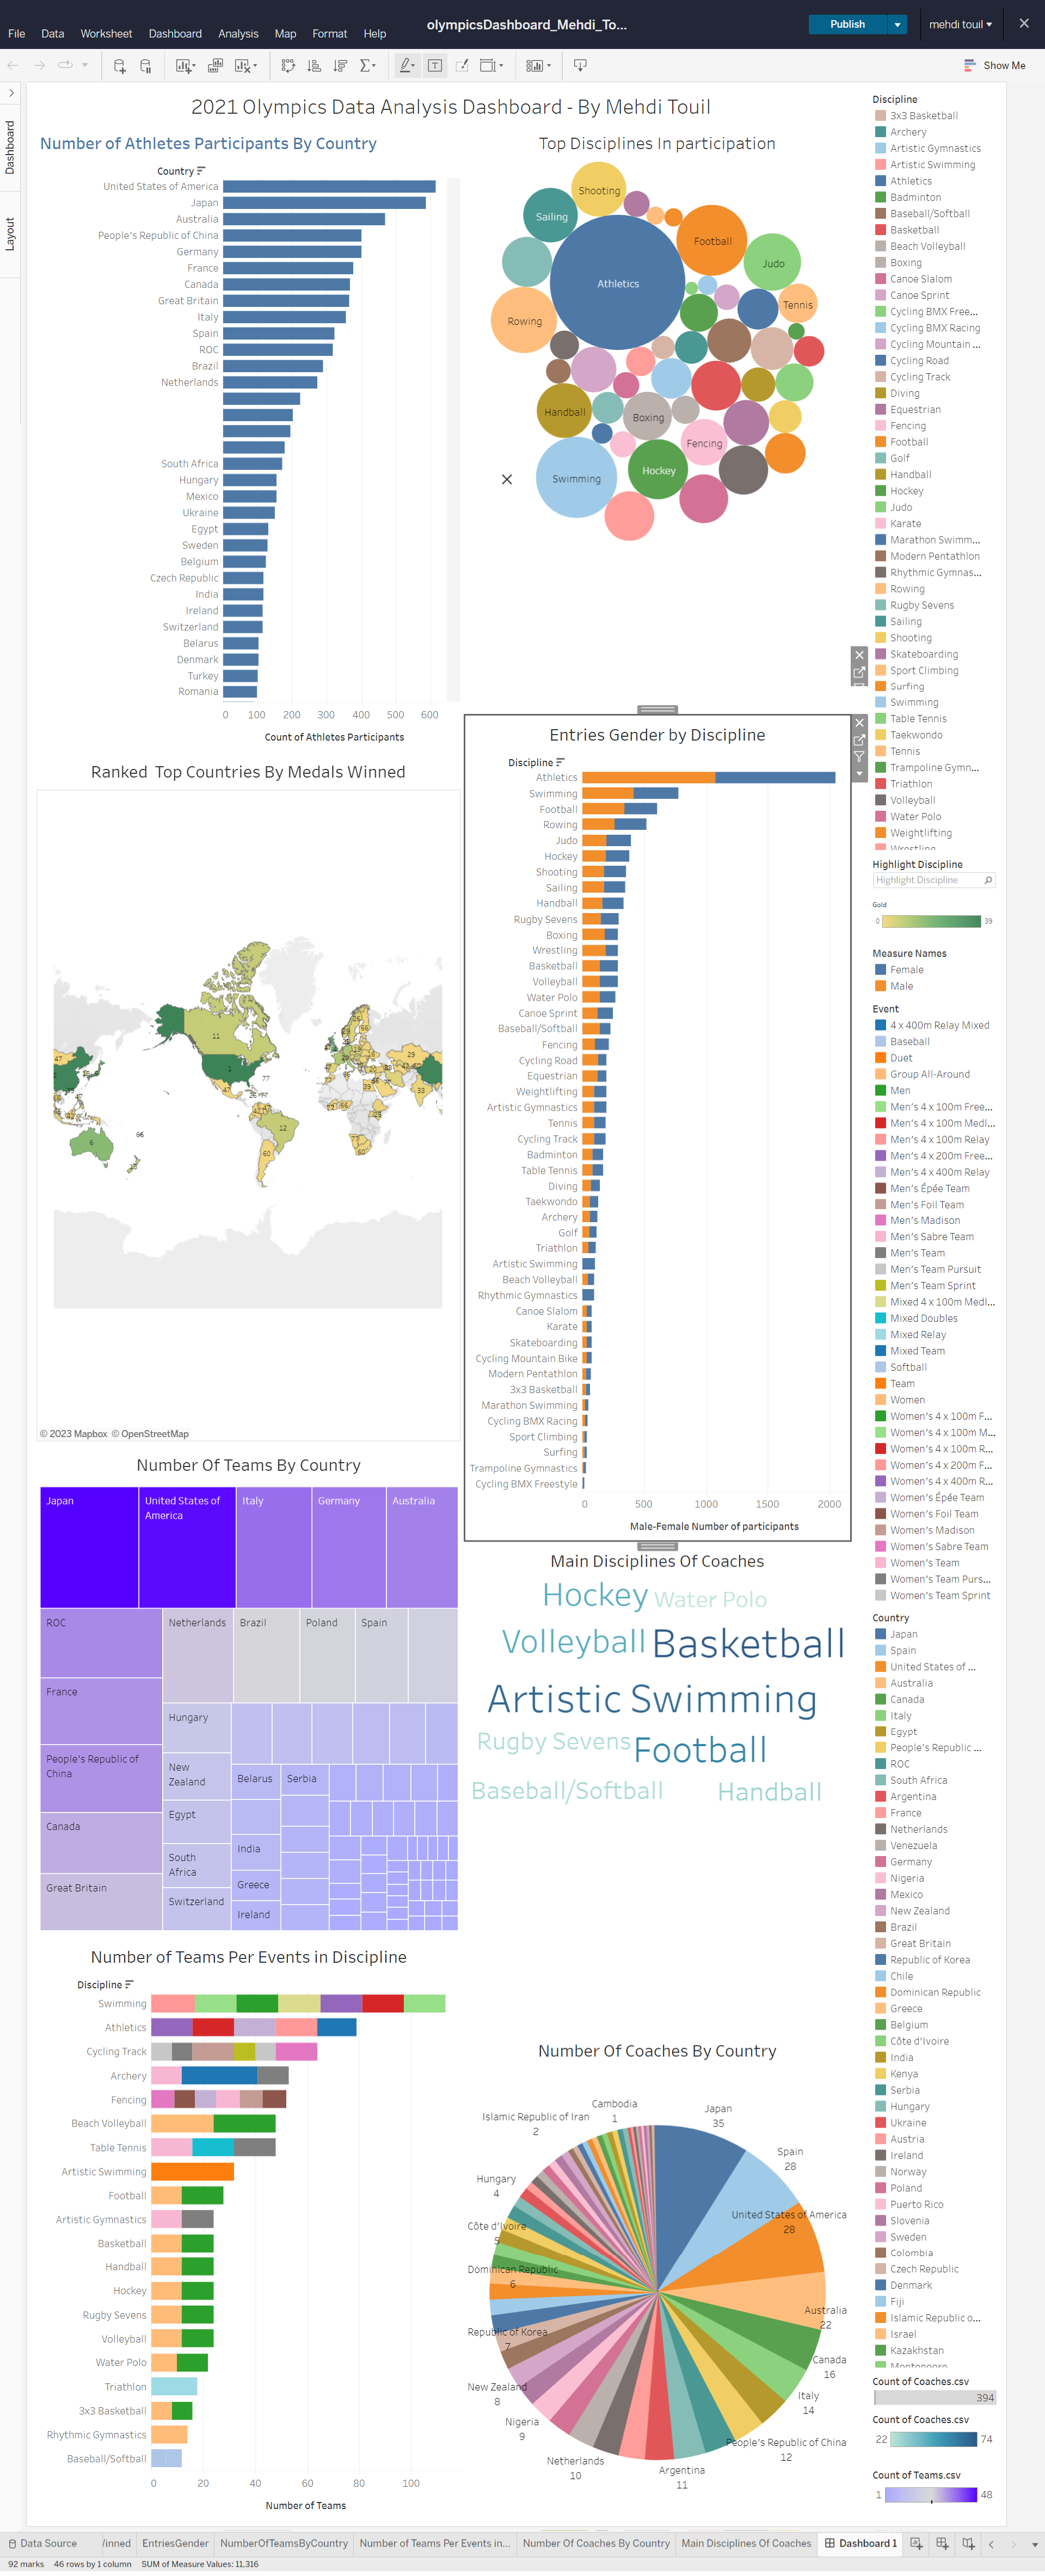 olympicsDashboard_Mehdi_To...
File Data Worksheet Dashboard Analysis Map Format Help
Publish
mehdi touil
Show Me
Dashboard
Layout
2021 Olympics Data Analysis Dashboard - By Mehdi Touil
Number of Athletes Participants By Country
Country
United States of America
Japan
Australia
People's Republic of China
Germany
France
Canada
Great Britain
Italy
Spain
ROC
Brazil
Netherlands
South Africa
Hungary
Mexico
Ukraine
Egypt
Sweden
Belgium
Czech Republic
India
Ireland
Switzerland
Belarus
Denmark
Turkey
Romania
0 100 200 300 400 500 600
Count of Athletes Participants
Top Disciplines In participation
Shooting
Sailing
Football
Judo
Athletics
Tennis
Rowing
Handball
Boxing
Fencing
Hockey
Swimming
Ranked Top Countries By Medals Winned
11
47
1
77
29
47
33
12
6
66
60
60
© 2023 Mapbox © OpenStreetMap
Entries Gender by Discipline
Discipline
Athletics
Swimming
Football
Rowing
Judo
Hockey
Shooting
Sailing
Handball
Rugby Sevens
Boxing
Wrestling
Basketball
Volleyball
Water Polo
Canoe Sprint
Baseball/Softball
Fencing
Cycling Road
Equestrian
Weightlifting
Artistic Gymnastics
Tennis
Cycling Track
Badminton
Table Tennis
Diving
Taekwondo
Archery
Golf
Triathlon
Artistic Swimming
Beach Volleyball
Rhythmic Gymnastics
Canoe Slalom
Karate
Skateboarding
Cycling Mountain Bike
Modern Pentathlon
3x3 Basketball
Marathon Swimming
Cycling BMX Racing
Sport Climbing
Surfing
Trampoline Gymnastics
Cycling BMX Freestyle
0 500 1000 1500 2000
Male-Female Number of participants
Number Of Teams By Country
Japan
United States of America
Italy
Germany
Australia
ROC
France
People's Republic of China
Canada
Great Britain
Netherlands
Brazil
Poland
Spain
Hungary
New Zealand
Egypt
South Africa
Switzerland
Belarus
Serbia
India
Greece
Ireland
Main Disciplines Of Coaches
Hockey Water Polo
Volleyball Basketball
Artistic Swimming
Rugby Sevens Football
Baseball/Softball Handball
Number of Teams Per Events in Discipline
Discipline
Swimming
Athletics
Cycling Track
Archery
Fencing
Beach Volleyball
Table Tennis
Artistic Swimming
Football
Artistic Gymnastics
Basketball
Handball
Hockey
Rugby Sevens
Volleyball
Water Polo
Triathlon
3x3 Basketball
Rhythmic Gymnastics
Baseball/Softball
0 20 40 60 80 100
Number of Teams
Number Of Coaches By Country
Cambodia
1
Japan
35
Islamic Republic of Iran
2
Spain
28
Hungary
4
United States of America
28
Côte d'Ivoire
5
Dominican Republic
6
Australia
22
Republic of Korea
7
Canada
16
New Zealand
8
Italy
14
Nigeria
9
People's Republic of China
12
Netherlands
10
Argentina
11
Discipline
3x3 Basketball
Archery
Artistic Gymnastics
Artistic Swimming
Athletics
Badminton
Baseball/Softball
Basketball
Beach Volleyball
Boxing
Canoe Slalom
Canoe Sprint
Cycling BMX Free...
Cycling BMX Racing
Cycling Mountain ...
Cycling Road
Cycling Track
Diving
Equestrian
Fencing
Football
Golf
Handball
Hockey
Judo
Karate
Marathon Swimm...
Modern Pentathlon
Rhythmic Gymnas...
Rowing
Rugby Sevens
Sailing
Shooting
Skateboarding
Sport Climbing
Surfing
Swimming
Table Tennis
Taekwondo
Tennis
Trampoline Gymn...
Triathlon
Volleyball
Water Polo
Weightlifting
Wrestling
Highlight Discipline
Highlight Discipline
Gold
0 39
Measure Names
Female
Male
Event
4 x 400m Relay Mixed
Baseball
Duet
Group All-Around
Men
Men's 4 x 100m Free...
Men's 4 x 100m Medl...
Men's 4 x 100m Relay
Men's 4 x 200m Free...
Men's 4 x 400m Relay
Men's Épée Team
Men's Foil Team
Men's Madison
Men's Sabre Team
Men's Team
Men's Team Pursuit
Men's Team Sprint
Mixed 4 x 100m Medl...
Mixed Doubles
Mixed Relay
Mixed Team
Softball
Team
Women
Women's 4 x 100m F...
Women's 4 x 100m M...
Women's 4 x 100m R...
Women's 4 x 200m F...
Women's 4 x 400m R...
Women's Épée Team
Women's Foil Team
Women's Madison
Women's Sabre Team
Women's Team
Women's Team Purs...
Women's Team Sprint
Country
Japan
Spain
United States of ...
Australia
Canada
Italy
Egypt
People's Republic ...
ROC
South Africa
Argentina
France
Netherlands
Venezuela
Germany
Nigeria
Mexico
New Zealand
Brazil
Great Britain
Republic of Korea
Chile
Dominican Republic
Greece
Belgium
Côte d'Ivoire
India
Kenya
Serbia
Hungary
Ukraine
Austria
Ireland
Norway
Poland
Puerto Rico
Slovenia
Sweden
Colombia
Czech Republic
Denmark
Fiji
Islamic Republic o...
Israel
Kazakhstan
Montenegro
Count of Coaches.csv
394
Count of Coaches.csv
22 74
Count of Teams.csv
1 48
Data Source
/inned
EntriesGender
NumberOfTeamsByCountry
Number of Teams Per Events in...
Number Of Coaches By Country
Main Disciplines Of Coaches
Dashboard 1
92 marks 46 rows by 1 column SUM of Measure Values: 11,316